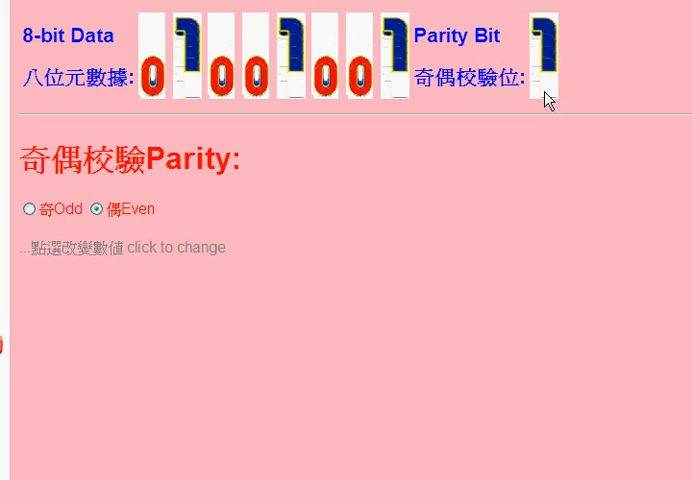 8-bit Data 0 1 0 0 1 0 0 1 Parity Bit 1
八位元數據: 奇偶校驗位:
奇偶校驗Parity:
奇Odd 偶Even
...點選改變數值 click to change